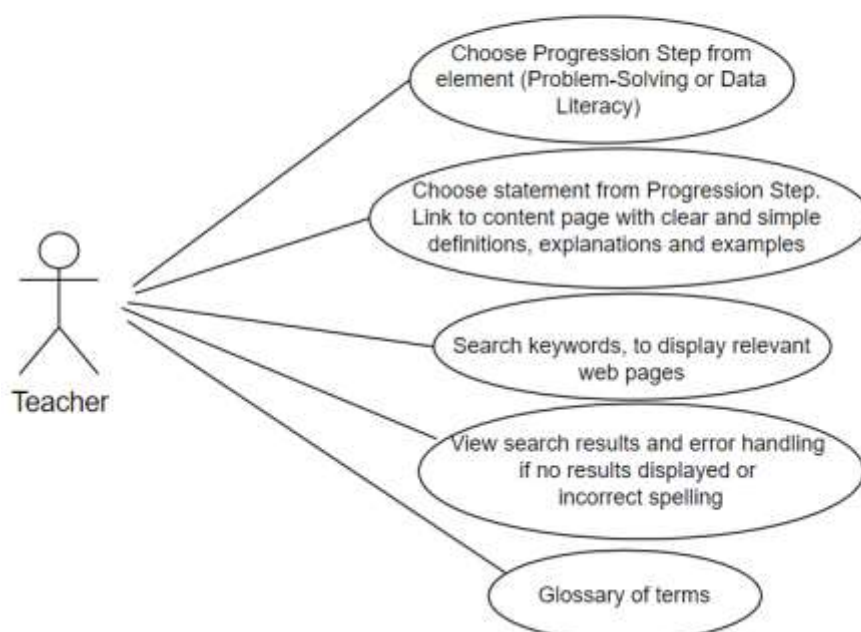 Choose Progression Step from
element (Problem-Solving or Data
Literacy)
Choose statement from Progression Step.
Link to content page with clear and simple
definitions, explanations and examples
Teacher
Search keywords, to display relevant
web pages
View search results and error handling
if no results displayed or
incorrect spelling
Glossary of terms